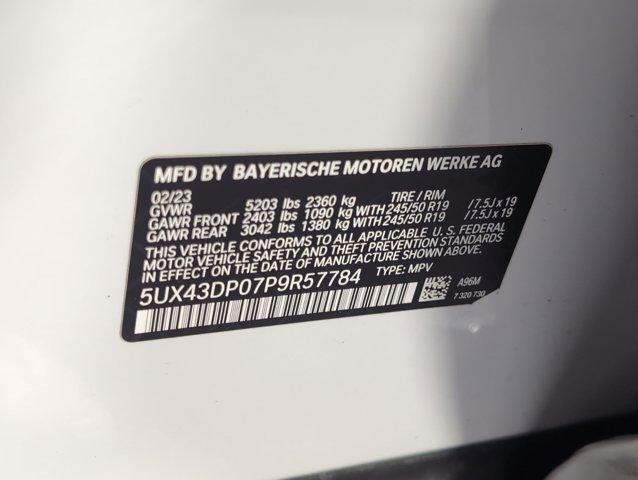 MFD BY BAYERISCHE MOTOREN WERKE AG
02/23 TIRE / RIM
GVWR 5203 lbs 2360 kg
GAWR FRONT 2403 lbs 1090 kg WITH 245/50 R19 / 7.5J x 19
GAWR REAR 3042 lbs 1380 kg WITH 245/50 R19 / 7.5J x 19
THIS VEHICLE CONFORMS TO ALL APPLICABLE U.S. FEDERAL
MOTOR VEHICLE SAFETY AND THEFT PREVENTION STANDARDS
IN EFFECT ON THE DATE OF MANUFACTURE SHOWN ABOVE.
5UX43DP07P9R57784 TYPE: MPV
A96M
7 320 730